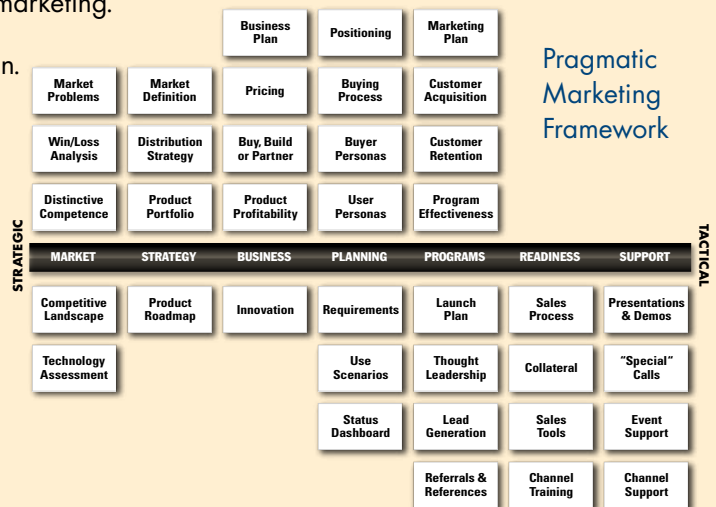 marketing.
n.
Pragmatic
Marketing
Framework
Business
Plan
Positioning
Marketing
Plan
Market
Problems
Market
Definition
Pricing
Buying
Process
Customer
Acquisition
Win/Loss
Analysis
Distribution
Strategy
Buy, Build
or Partner
Buyer
Personas
Customer
Retention
Distinctive
Competence
Product
Portfolio
Product
Profitability
User
Personas
Program
Effectiveness
STRATEGIC
MARKET STRATEGY BUSINESS PLANNING PROGRAMS READINESS SUPPORT
TACTICAL
Competitive
Landscape
Product
Roadmap
Innovation
Requirements
Launch
Plan
Sales
Process
Presentations
& Demos
Technology
Assessment
Use
Scenarios
Thought
Leadership
Collateral
“Special”
Calls
Status
Dashboard
Lead
Generation
Sales
Tools
Event
Support
Referrals &
References
Channel
Training
Channel
Support